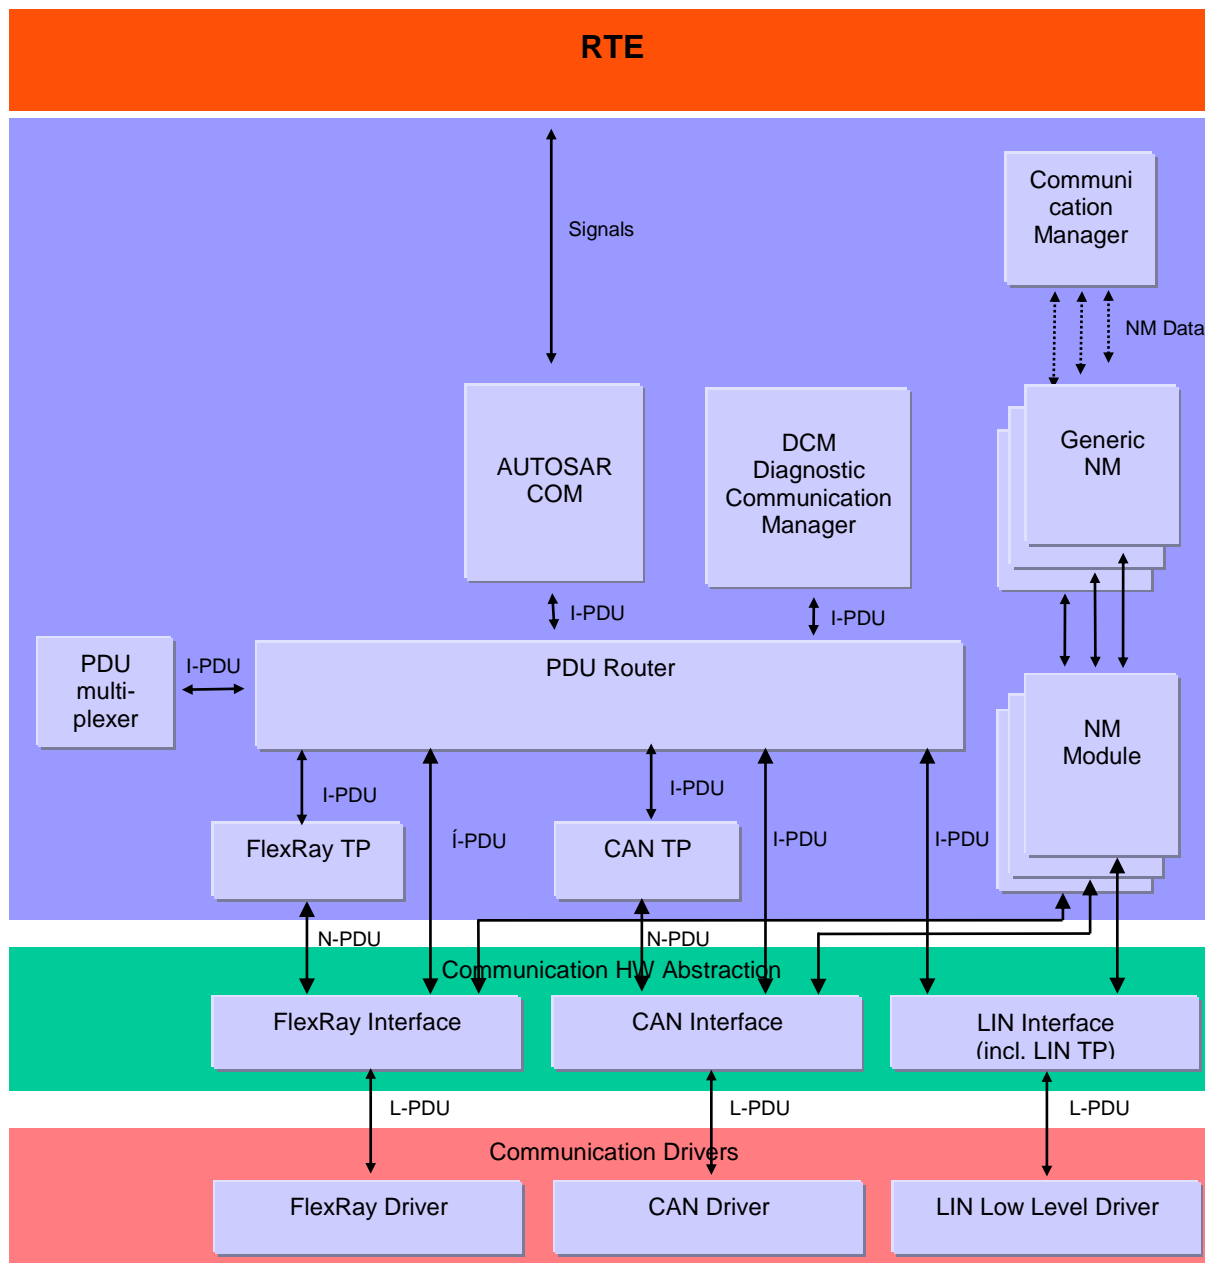 RTE
Communi
cation
Manager
Signals
NM Data
AUTOSAR
COM
DCM
Diagnostic
Communication
Manager
Generic
NM
I-PDU
I-PDU
PDU
multi-
plexer
I-PDU
PDU Router
NM
Module
I-PDU
I-PDU
FlexRay TP
Í-PDU
CAN TP
I-PDU
I-PDU
N-PDU
N-PDU
Communication HW Abstraction
FlexRay Interface
CAN Interface
LIN Interface
(incl. LIN TP)
L-PDU
L-PDU
L-PDU
Communication Drivers
FlexRay Driver
CAN Driver
LIN Low Level Driver